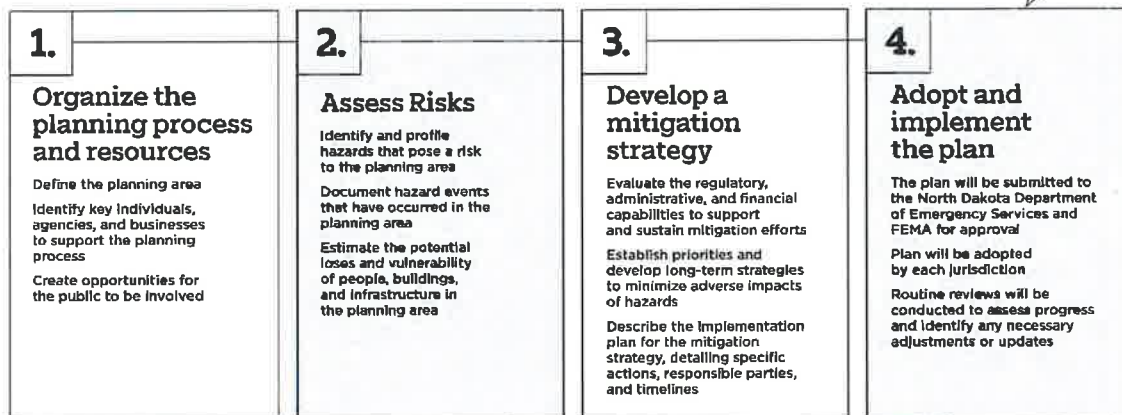 1.
Organize the
planning process
and resources
Define the planning area
Identify key individuals,
agencies, and businesses
to support the planning
process
Create opportunities for
the public to be involved
2.
Assess Risks
Identify and profile
hazards that pose a risk
to the planning area
Document hazard events
that have occurred in the
planning area
Estimate the potential
loses and vulnerability
of people, buildings,
and infrastructure in
the planning area
3.
Develop a
mitigation
strategy
Evaluate the regulatory,
administrative, and financial
capabilities to support
and sustain mitigation efforts
Establish priorities and
develop long-term strategies
to minimize adverse impacts
of hazards
Describe the implementation
plan for the mitigation
strategy, detailing specific
actions, responsible parties,
and timelines
4.
Adopt and
implement
the plan
The plan will be submitted to
the North Dakota Department
of Emergency Services and
FEMA for approval
Plan will be adopted
by each jurisdiction
Routine reviews will be
conducted to assess progress
and identify any necessary
adjustments or updates